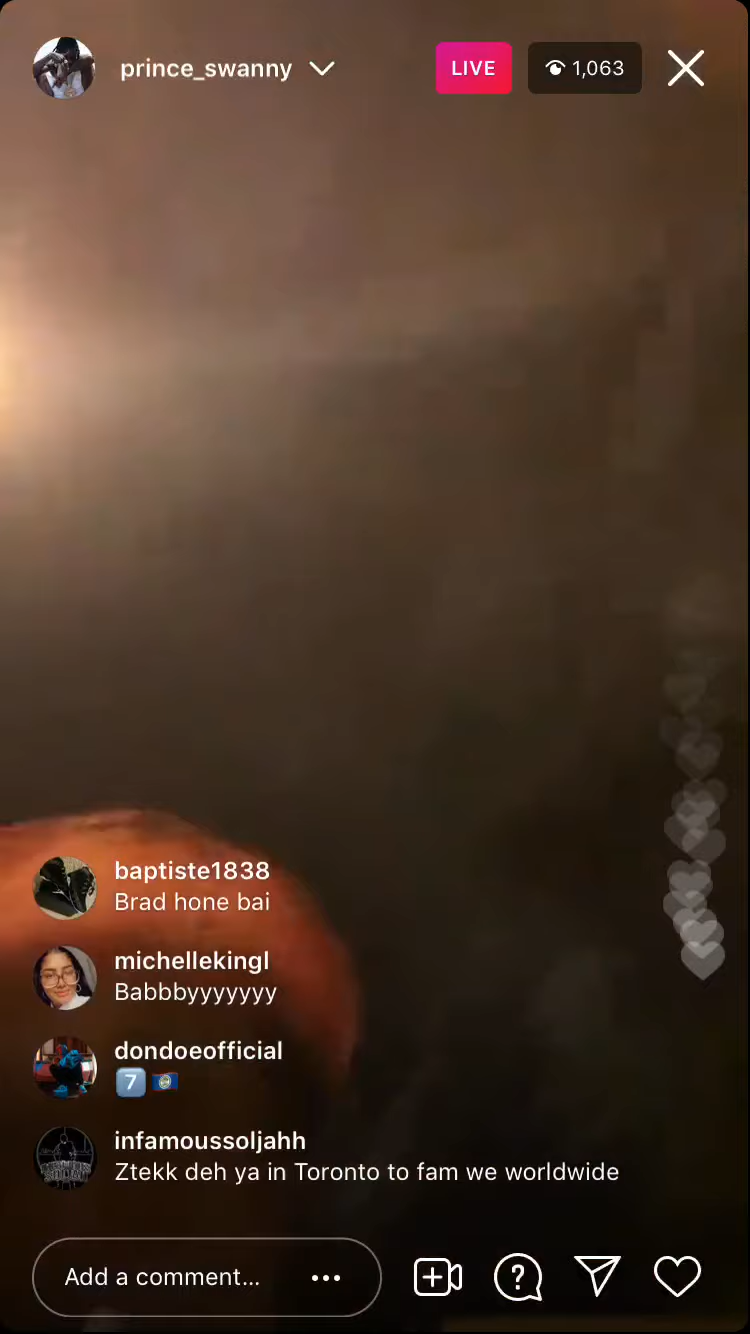 prince_swanny
LIVE
1,063
baptiste1838
Brad hone bai
michellekingl
Babbbyyyyyyy
dondoeofficial
7️⃣ 🇧🇿
infamoussoljahh
Ztekk deh ya in Toronto to fam we worldwide
Add a comment...